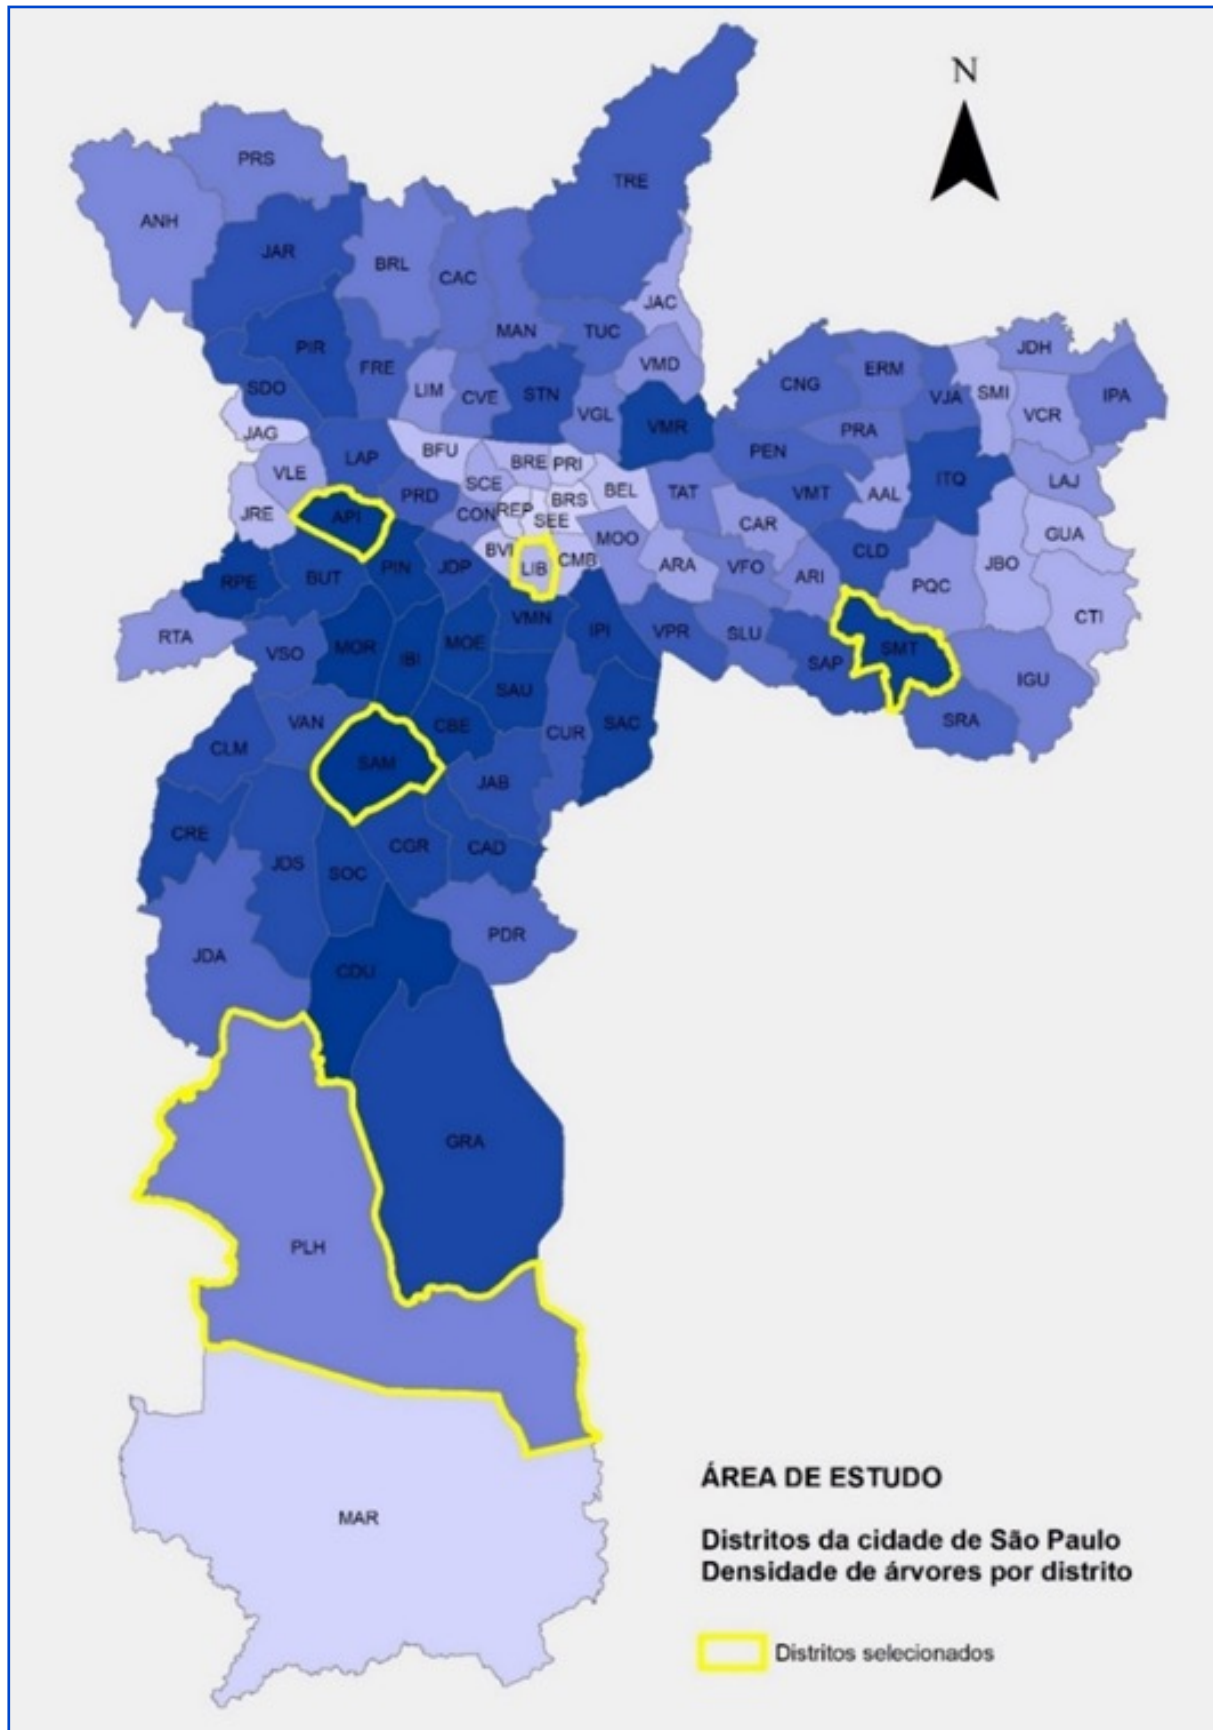 N
TRE
PRS
ANH
JAR
BRL
CAC
JAC
MAN
TUC
PIR
FRE
VMD
JDH
ERM
CNG
SDO
LIM
CVE
STN
VJA
SMI
IPA
VGL
VCR
VMR
JAG
PRA
BFU
PEN
LAP
BRE
PRI
VLE
SCE
ITQ
LAJ
PRD
BEL
TAT
VMT
AAL
BRS
JRE
API
CON
REP
SEE
CAR
GUA
MOO
BVI
CLD
CMB
RPE
BUT
PIN
JDP
LIB
ARA
VFO
ARI
PQC
JBO
CTI
VMN
RTA
IPI
VPR
SLU
MOR
MOE
VSO
IBI
SAP
SMT
IGU
SAU
VAN
CBE
CUR
SAC
SRA
CLM
SAM
JAB
CRE
CGR
CAD
JDS
SOC
PDR
JDA
CDU
GRA
PLH
MAR
ÁREA DE ESTUDO
Distritos da cidade de São Paulo
Densidade de árvores por distrito
Distritos selecionados